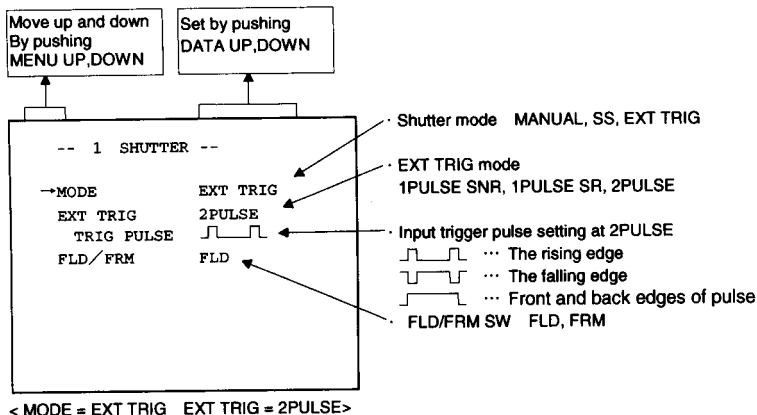 Move up and down
By pushing
MENU UP,DOWN
Set by pushing
DATA UP,DOWN
-- 1 SHUTTER --
→MODE EXT TRIG
EXT TRIG 2PULSE
TRIG PULSE
FLD/FRM FLD
· Shutter mode MANUAL, SS, EXT TRIG
· EXT TRIG mode
1PULSE SNR, 1PULSE SR, 2PULSE
· Input trigger pulse setting at 2PULSE
··· The rising edge
··· The falling edge
··· Front and back edges of pulse
· FLD/FRM SW FLD, FRM
< MODE = EXT TRIG EXT TRIG = 2PULSE>